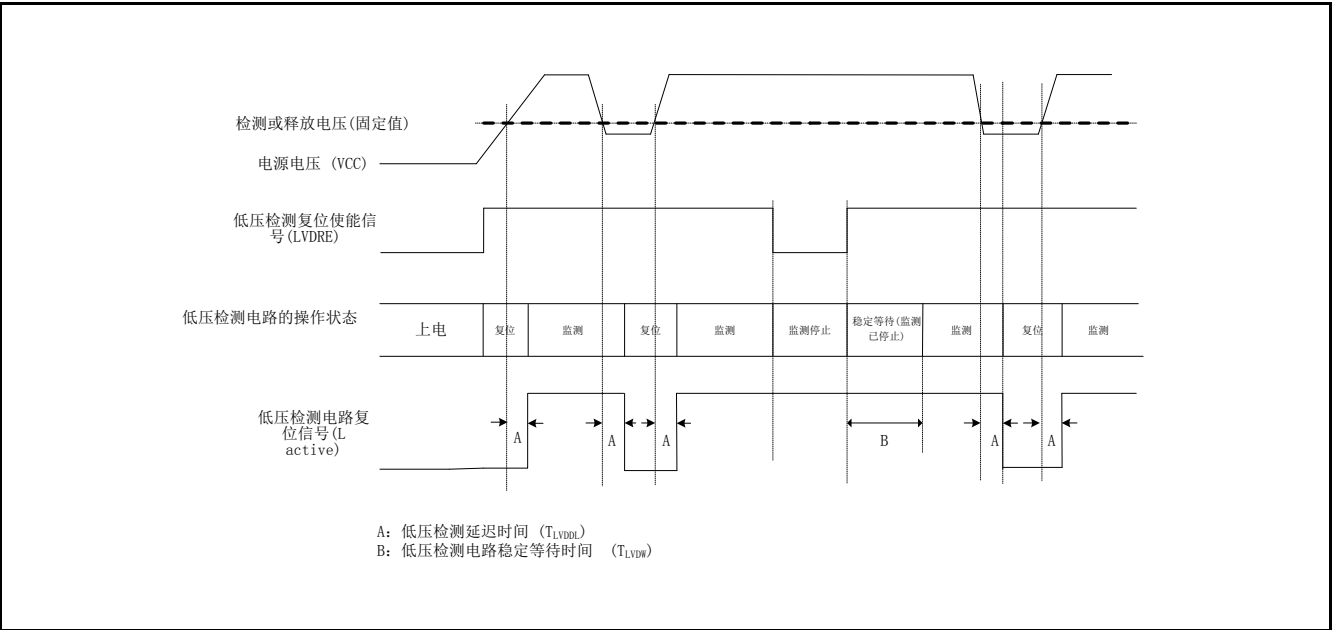 检测或释放电压(固定值)
电源电压 (VCC)
低压检测复位使能信
号(LVDRE)
低压检测电路的操作状态
上电
复位
监测
复位
监测
监测停止
稳定等待(监测
已停止)
监测
复位
监测
低压检测电路复
位信号(L
active)
A
A
A
B
A
A
A: 低压检测延迟时间 (TLVDDL)
B: 低压检测电路稳定等待时间 (TLVDW)